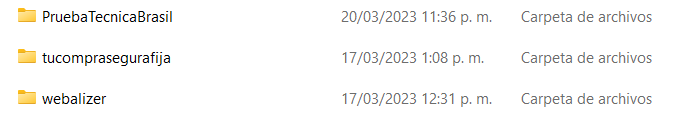 PruebaTecnicaBrasil 20/03/2023 11:36 p. m. Carpeta de archivos
tucomprasegurafija 17/03/2023 1:08 p. m. Carpeta de archivos
webalizer 17/03/2023 12:31 p. m. Carpeta de archivos